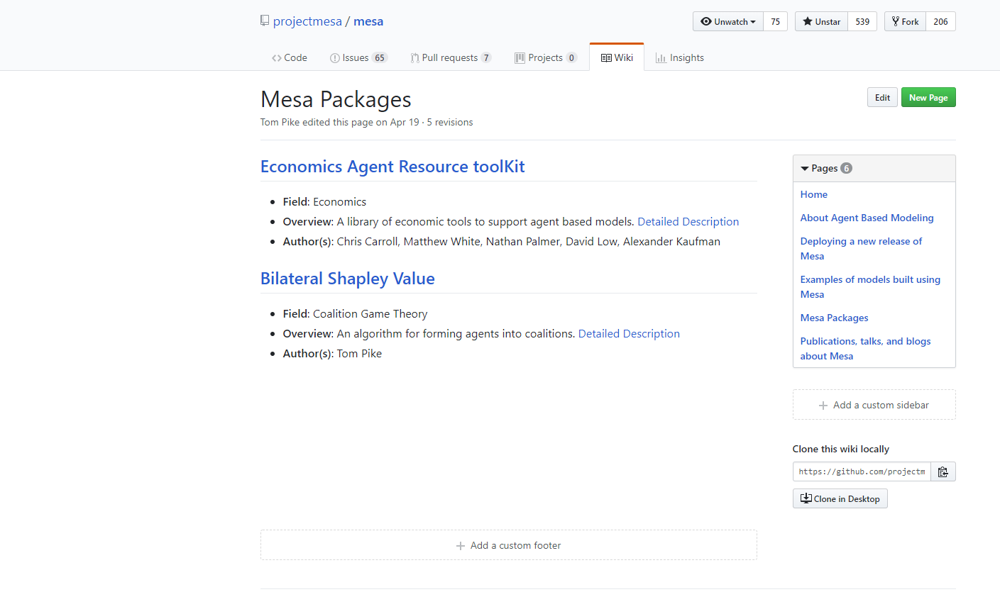 projectmesa / mesa
Unwatch 75 Unstar 539 Fork 206
Code Issues 65 Pull requests 7 Projects 0 Wiki Insights
Mesa Packages
Edit New Page
Tom Pike edited this page on Apr 19 · 5 revisions
Economics Agent Resource toolKit
Field: Economics
Overview: A library of economic tools to support agent based models. Detailed Description
Author(s): Chris Carroll, Matthew White, Nathan Palmer, David Low, Alexander Kaufman
Bilateral Shapley Value
Field: Coalition Game Theory
Overview: An algorithm for forming agents into coalitions. Detailed Description
Author(s): Tom Pike
Pages 6
Home
About Agent Based Modeling
Deploying a new release of
Mesa
Examples of models built using
Mesa
Mesa Packages
Publications, talks, and blogs
about Mesa
Add a custom sidebar
Clone this wiki locally
https://github.com/projectm
Clone in Desktop
Add a custom footer